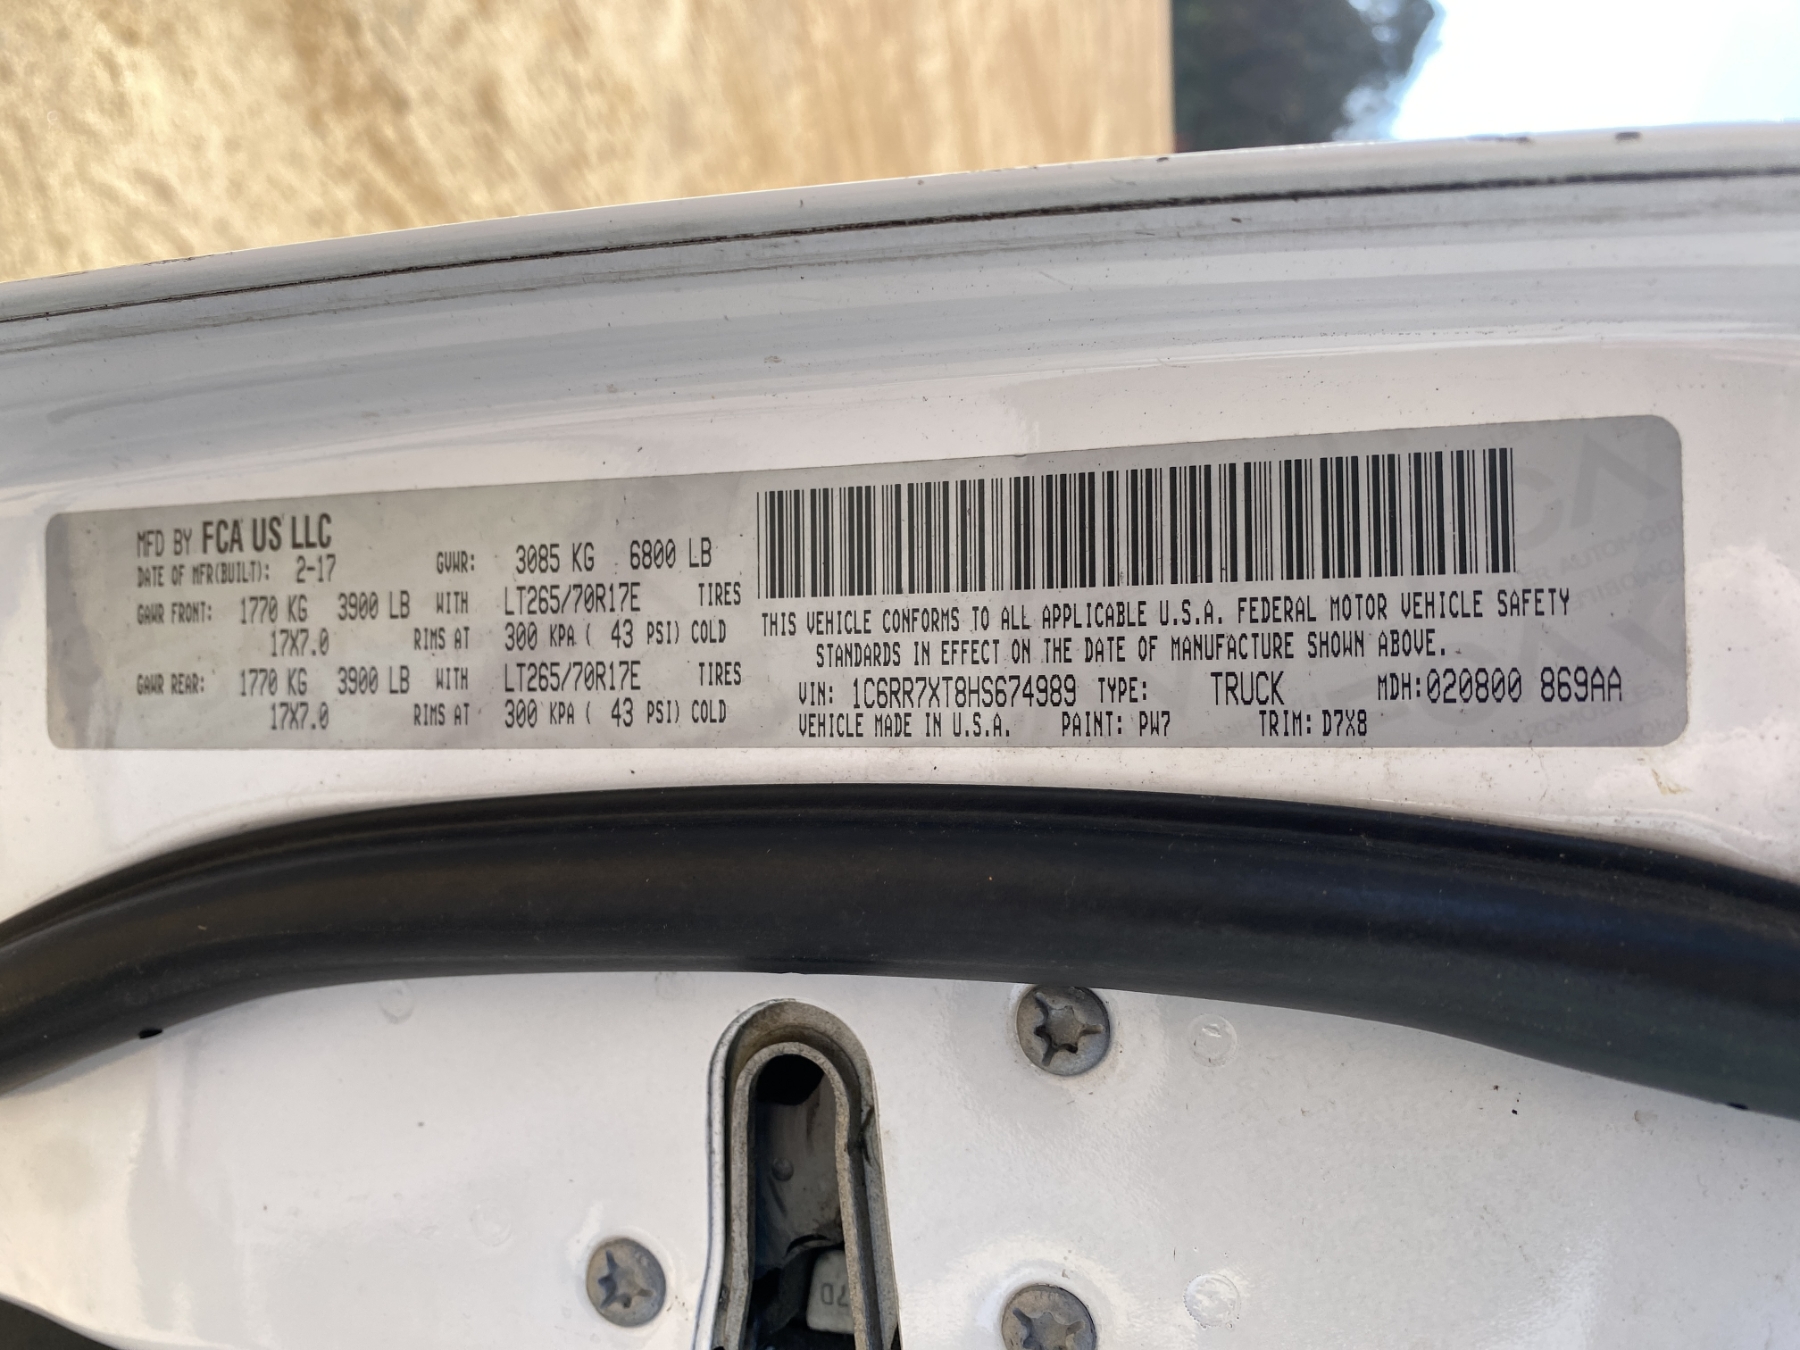 MFD BY FCA US LLC
DATE OF MFR(BUILT): 2-17 GVWR: 3085 KG 6800 LB
GAWR FRONT: 1770 KG 3900 LB WITH LT265/70R17E TIRES
17X7.0 RIMS AT 300 KPA ( 43 PSI) COLD
GAWR REAR: 1770 KG 3900 LB WITH LT265/70R17E TIRES
17X7.0 RIMS AT 300 KPA ( 43 PSI) COLD
THIS VEHICLE CONFORMS TO ALL APPLICABLE U.S.A. FEDERAL MOTOR VEHICLE SAFETY
STANDARDS IN EFFECT ON THE DATE OF MANUFACTURE SHOWN ABOVE.
VIN: 1C6RR7XT8HS674989 TYPE: TRUCK MDH:020800 869AA
VEHICLE MADE IN U.S.A. PAINT: PW7 TRIM: D7X8